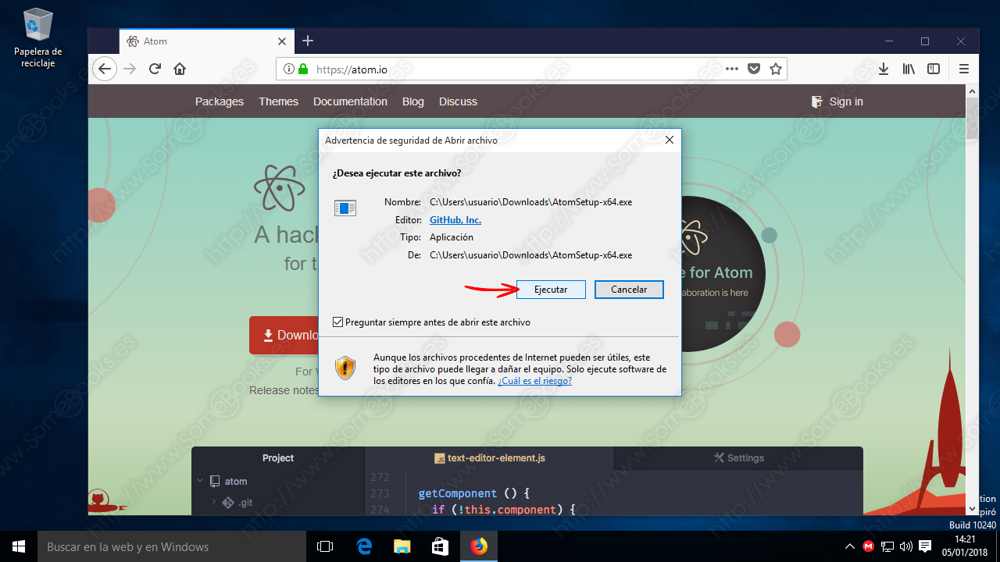 Papelera de
reciclaje
Atom
https://atom.io
Packages Themes Documentation Blog Discuss Sign in
Advertencia de seguridad de Abrir archivo
¿Desea ejecutar este archivo?
Nombre: C:\Users\usuario\Downloads\AtomSetup-x64.exe
Editor: GitHub, Inc.
Tipo: Aplicación
De: C:\Users\usuario\Downloads\AtomSetup-x64.exe
Ejecutar Cancelar
Preguntar siempre antes de abrir este archivo
Aunque los archivos procedentes de Internet pueden ser útiles, este
tipo de archivo puede llegar a dañar el equipo. Solo ejecute software de
los editores en los que confía. ¿Cuál es el riesgo?
A hac
for t
Downlo
For W
Release notes
e for Atom
aboration is here
Project text-editor-element.js Settings
atom
.git
272
273 getComponent () {
274 if (!this.component) {
tion
piró
Build 10240
Buscar en la web y en Windows
14:21
05/01/2018
http://www.SomeBooks.es